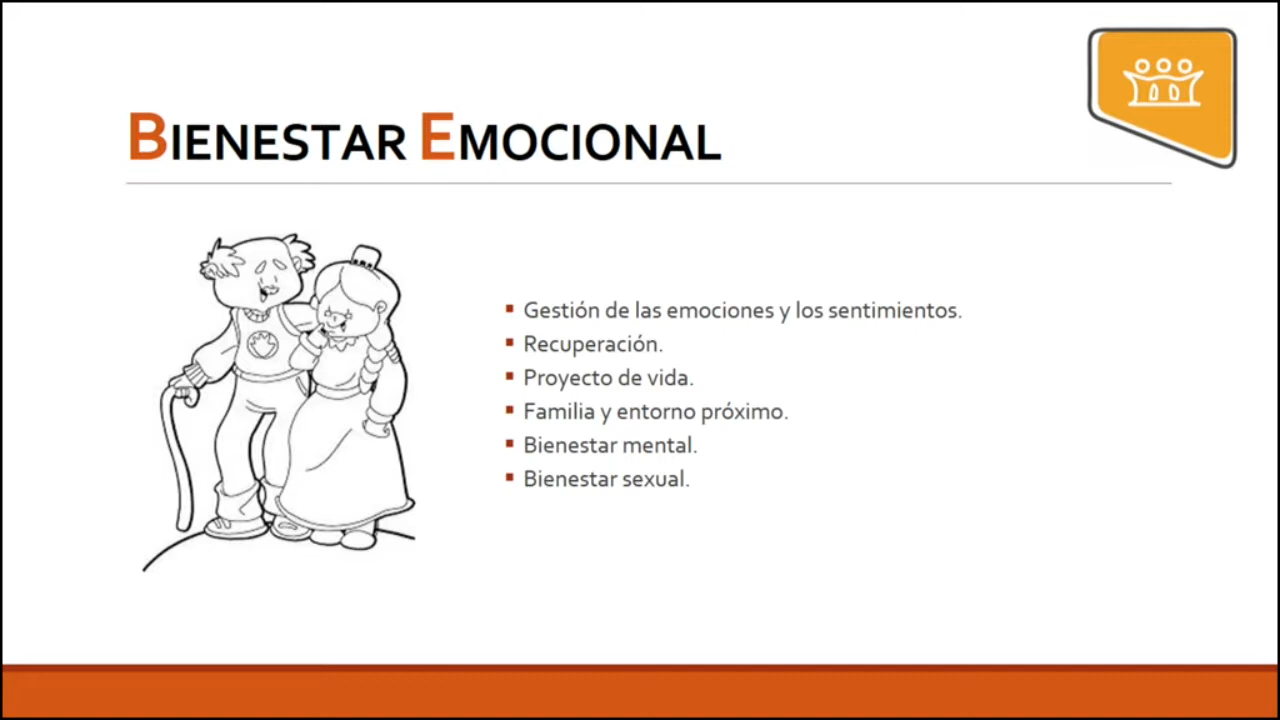 BIENESTAR EMOCIONAL
Gestión de las emociones y los sentimientos.
Recuperación.
Proyecto de vida.
Familia y entorno próximo.
Bienestar mental.
Bienestar sexual.